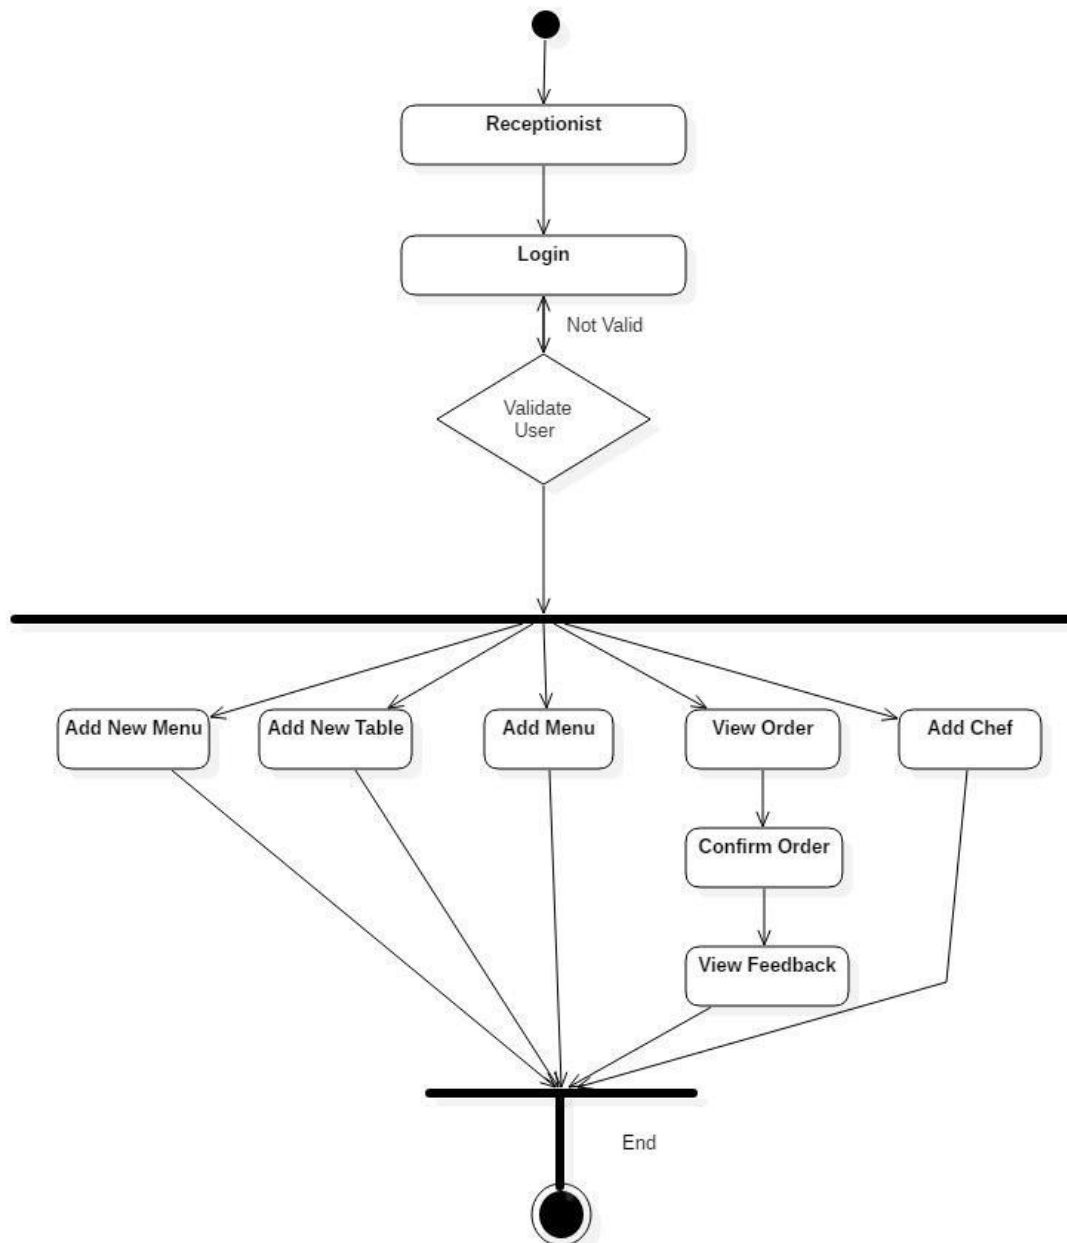 Receptionist
Login
Not Valid
Validate
User
Add New Menu
Add New Table
Add Menu
View Order
Add Chef
Confirm Order
View Feedback
End